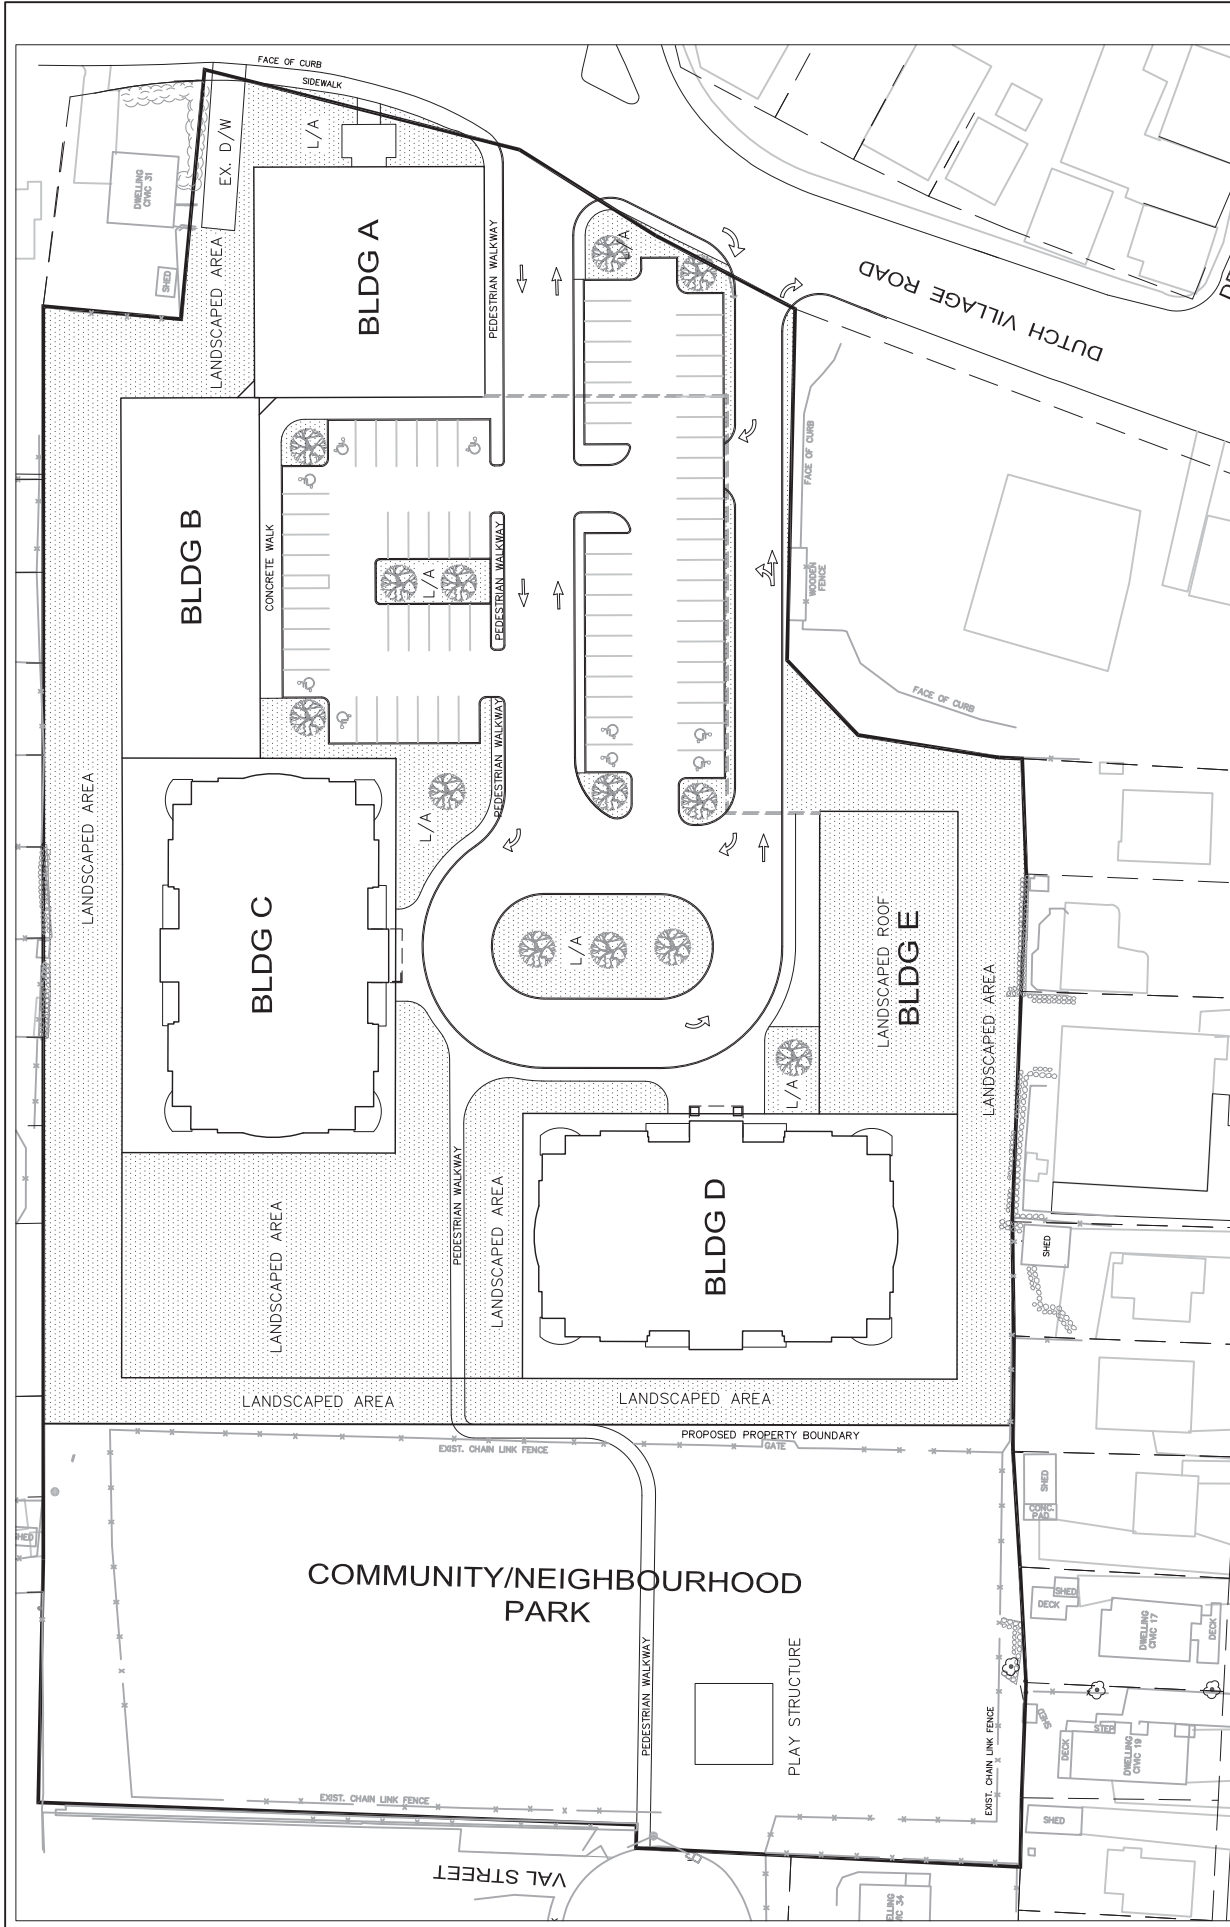 FACE OF CURB
SIDEWALK
L/A
EX. D/W
DWELLING
CIVIC 31
SHED
LANDSCAPED AREA
BLDG A
PEDESTRIAN WALKWAY
L/A
DUTCH VILLAGE ROAD
FACE OF CURB
BLDG B
CONCRETE WALK
L/A
PEDESTRIAN WALKWAY
WOODEN
FENCE
FACE OF CURB
PEDESTRIAN WALKWAY
LANDSCAPED AREA
L/A
BLDG C
L/A
LANDSCAPED ROOF
BLDG E
LANDSCAPED AREA
L/A
PEDESTRIAN WALKWAY
LANDSCAPED AREA
LANDSCAPED AREA
BLDG D
SHED
LANDSCAPED AREA
LANDSCAPED AREA
PROPOSED PROPERTY BOUNDARY
GATE
EXIST. CHAIN LINK FENCE
SHED
CONC.
PAD
SHED
COMMUNITY/NEIGHBOURHOOD
PARK
SHED
DECK
DWELLING
CIVIC 17
DECK
PEDESTRIAN WALKWAY
PLAY STRUCTURE
EXIST. CHAIN LINK FENCE
SHED
STEP
DECK
DWELLING
CIVIC 19
EXIST. CHAIN LINK FENCE
SHED
VAL STREET